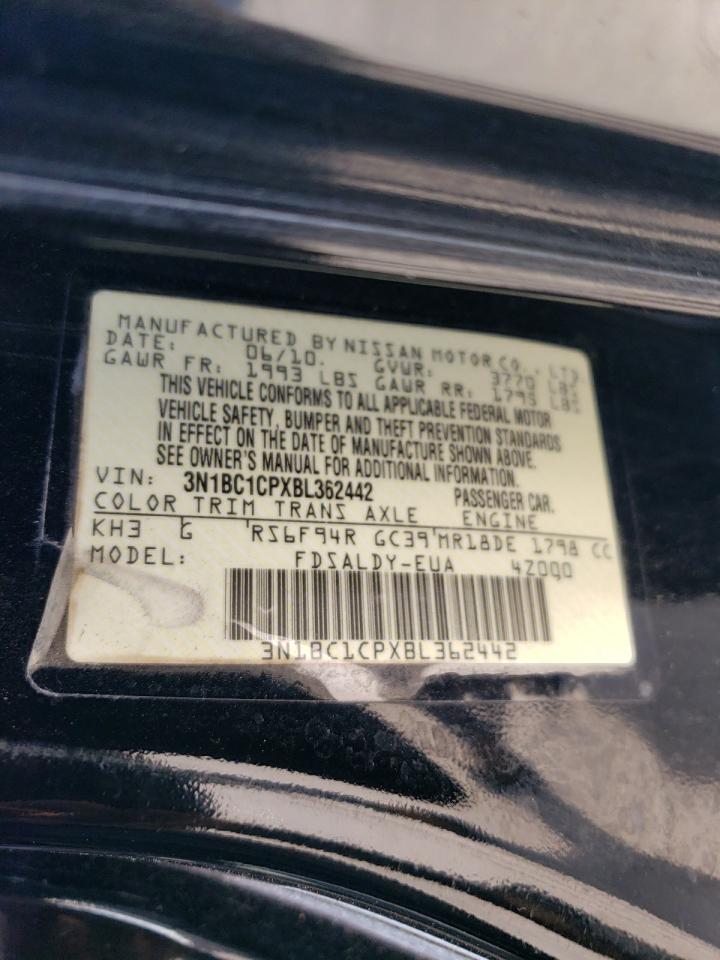 MANUFACTURED BY NISSAN MOTOR CO., LTD
DATE: 06/10. GVWR: 3770 LBS
GAWR FR: 1993 LBS GAWR RR: 1793 LBS
THIS VEHICLE CONFORMS TO ALL APPLICABLE FEDERAL MOTOR
VEHICLE SAFETY, BUMPER AND THEFT PREVENTION STANDARDS
IN EFFECT ON THE DATE OF MANUFACTURE SHOWN ABOVE.
SEE OWNER'S MANUAL FOR ADDITIONAL INFORMATION.
VIN: 3N1BC1CPXBL362442 PASSENGER CAR.
COLOR TRIM TRANS AXLE ENGINE
KH3 G RS6F94R GC39 MR18DE 1798 CC
MODEL: FDSALDY-EUA 4Z000
3N1BC1CPXBL362442